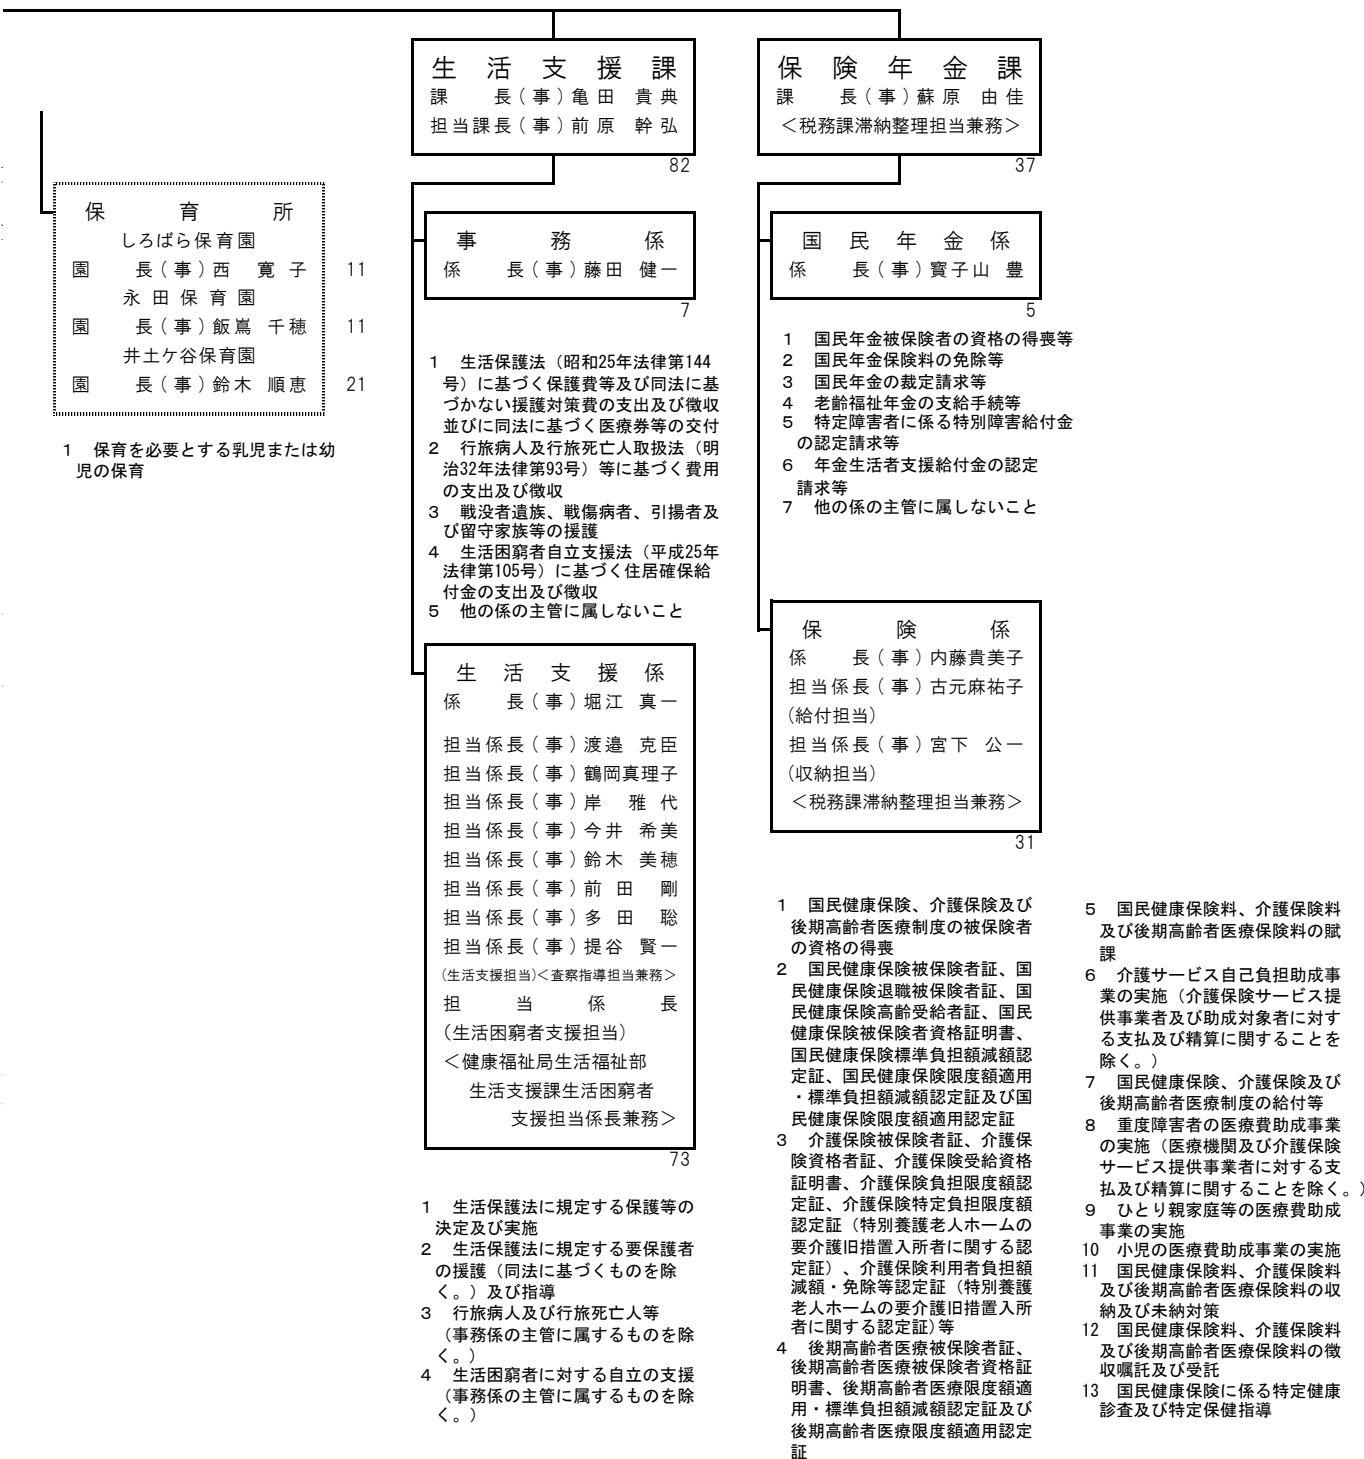 保育所
しろばら保育園
園　長(事)西　寛子　11
永田保育園
園　長(事)飯嶌　千穂　11
井土ケ谷保育園
園　長(事)鈴木　順恵　21
1　保育を必要とする乳児または幼
児の保育
生活支援課
課　長(事)亀田　貴典
担当課長(事)前原　幹弘
82
事務係
係　長(事)藤田　健一
7
1　生活保護法（昭和25年法律第144
号）に基づく保護費等及び同法に基
づかない援護対策費の支出及び徴収
並びに同法に基づく医療券等の交付
2　行旅病人及行旅死亡人取扱法（明
治32年法律第93号）等に基づく費用
の支出及び徴収
3　戦没者遺族、戦傷病者、引揚者及
び留守家族等の援護
4　生活困窮者自立支援法（平成25年
法律第105号）に基づく住居確保給
付金の支出及び徴収
5　他の係の主管に属しないこと
生活支援係
係　長(事)堀江　真一
担当係長(事)渡邉　克臣
担当係長(事)鶴岡真理子
担当係長(事)岸　雅代
担当係長(事)今井　希美
担当係長(事)鈴木　美穂
担当係長(事)前田　剛
担当係長(事)多田　聡
担当係長(事)提谷　賢一
(生活支援担当)＜査察指導担当兼務＞
担当係長
(生活困窮者支援担当)
＜健康福祉局生活福祉部
生活支援課生活困窮者
支援担当係長兼務＞
73
1　生活保護法に規定する保護等の
決定及び実施
2　生活保護法に規定する要保護者
の援護（同法に基づくものを除
く。）及び指導
3　行旅病人及び行旅死亡人等
（事務係の主管に属するものを除
く。）
4　生活困窮者に対する自立の支援
（事務係の主管に属するものを除
く。）
保険年金課
課　長(事)蘇原　由佳
＜税務課滞納整理担当兼務＞
37
国民年金係
係　長(事)寳子山　豊
5
1　国民年金被保険者の資格の得喪等
2　国民年金保険料の免除等
3　国民年金の裁定請求等
4　老齢福祉年金の支給手続等
5　特定障害者に係る特別障害給付金
の認定請求等
6　年金生活者支援給付金の認定
請求等
7　他の係の主管に属しないこと
保険係
係　長(事)内藤貴美子
担当係長(事)古元麻祐子
(給付担当)
担当係長(事)宮下　公一
(収納担当)
＜税務課滞納整理担当兼務＞
31
1　国民健康保険、介護保険及び
後期高齢者医療制度の被保険者
の資格の得喪
2　国民健康保険被保険者証、国
民健康保険退職被保険者証、国
民健康保険高齢受給者証、国民
健康保険被保険者資格証明書、
国民健康保険標準負担額減額認
定証、国民健康保険限度額適用
・標準負担額減額認定証及び国
民健康保険限度額適用認定証
3　介護保険被保険者証、介護保
険資格者証、介護保険受給資格
証明書、介護保険負担限度額認
定証、介護保険特定負担限度額
認定証（特別養護老人ホームの
要介護旧措置入所者に関する認
定証）、介護保険利用者負担額
減額・免除等認定証（特別養護
老人ホームの要介護旧措置入所
者に関する認定証)等
4　後期高齢者医療被保険者証、
後期高齢者医療被保険者資格証
明書、後期高齢者医療限度額適
用・標準負担額減額認定証及び
後期高齢者医療限度額適用認定
証
5　国民健康保険料、介護保険料
及び後期高齢者医療保険料の賦
課
6　介護サービス自己負担助成事
業の実施（介護保険サービス提
供事業者及び助成対象者に対す
る支払及び精算に関することを
除く。）
7　国民健康保険、介護保険及び
後期高齢者医療制度の給付等
8　重度障害者の医療費助成事業
の実施（医療機関及び介護保険
サービス提供事業者に対する支
払及び精算に関することを除く。）
9　ひとり親家庭等の医療費助成
事業の実施
10　小児の医療費助成事業の実施
11　国民健康保険料、介護保険料
及び後期高齢者医療保険料の収
納及び未納対策
12　国民健康保険料、介護保険料
及び後期高齢者医療保険料の徴
収嘱託及び受託
13　国民健康保険に係る特定健康
診査及び特定保健指導